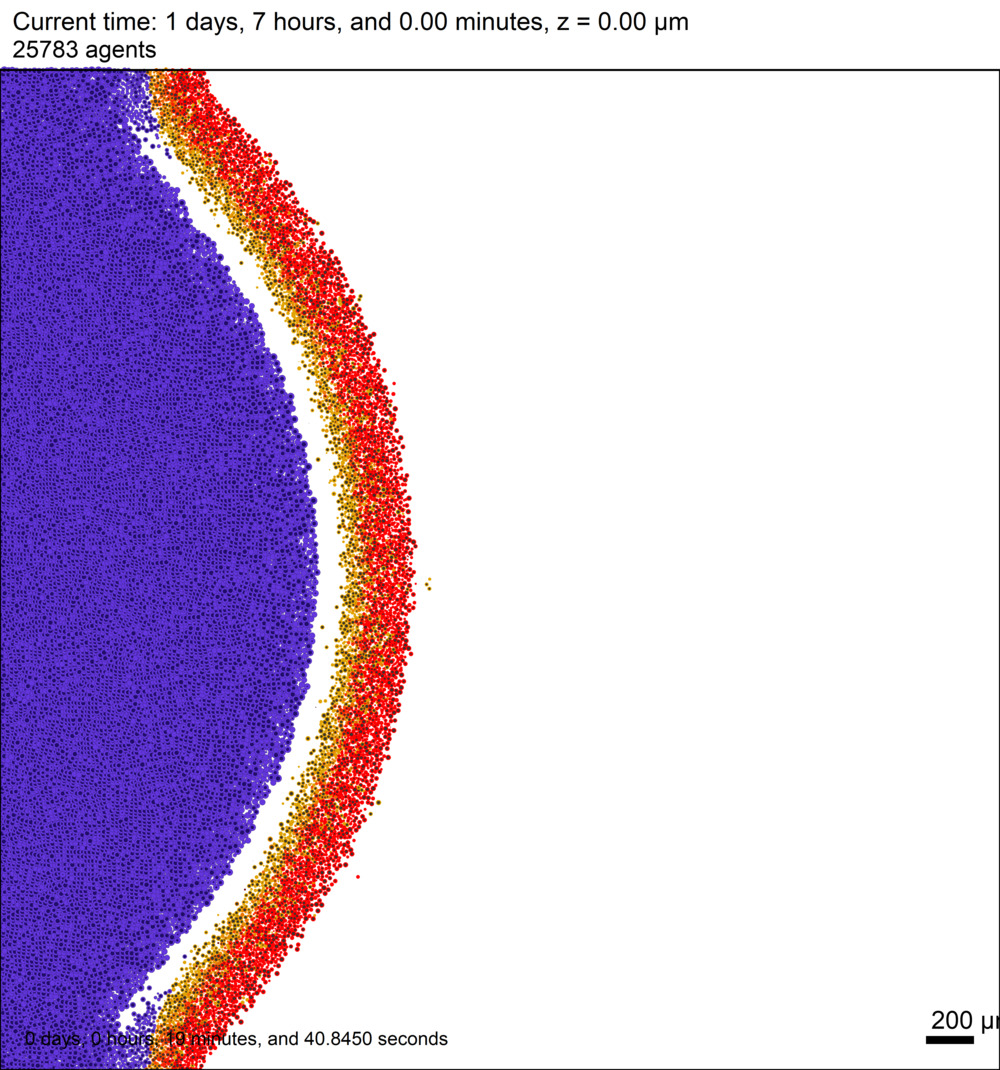 Current time: 1 days, 7 hours, and 0.00 minutes, z = 0.00 μm
25783 agents
0 days, 0 hours, 19 minutes, and 40.8450 seconds
200 μ